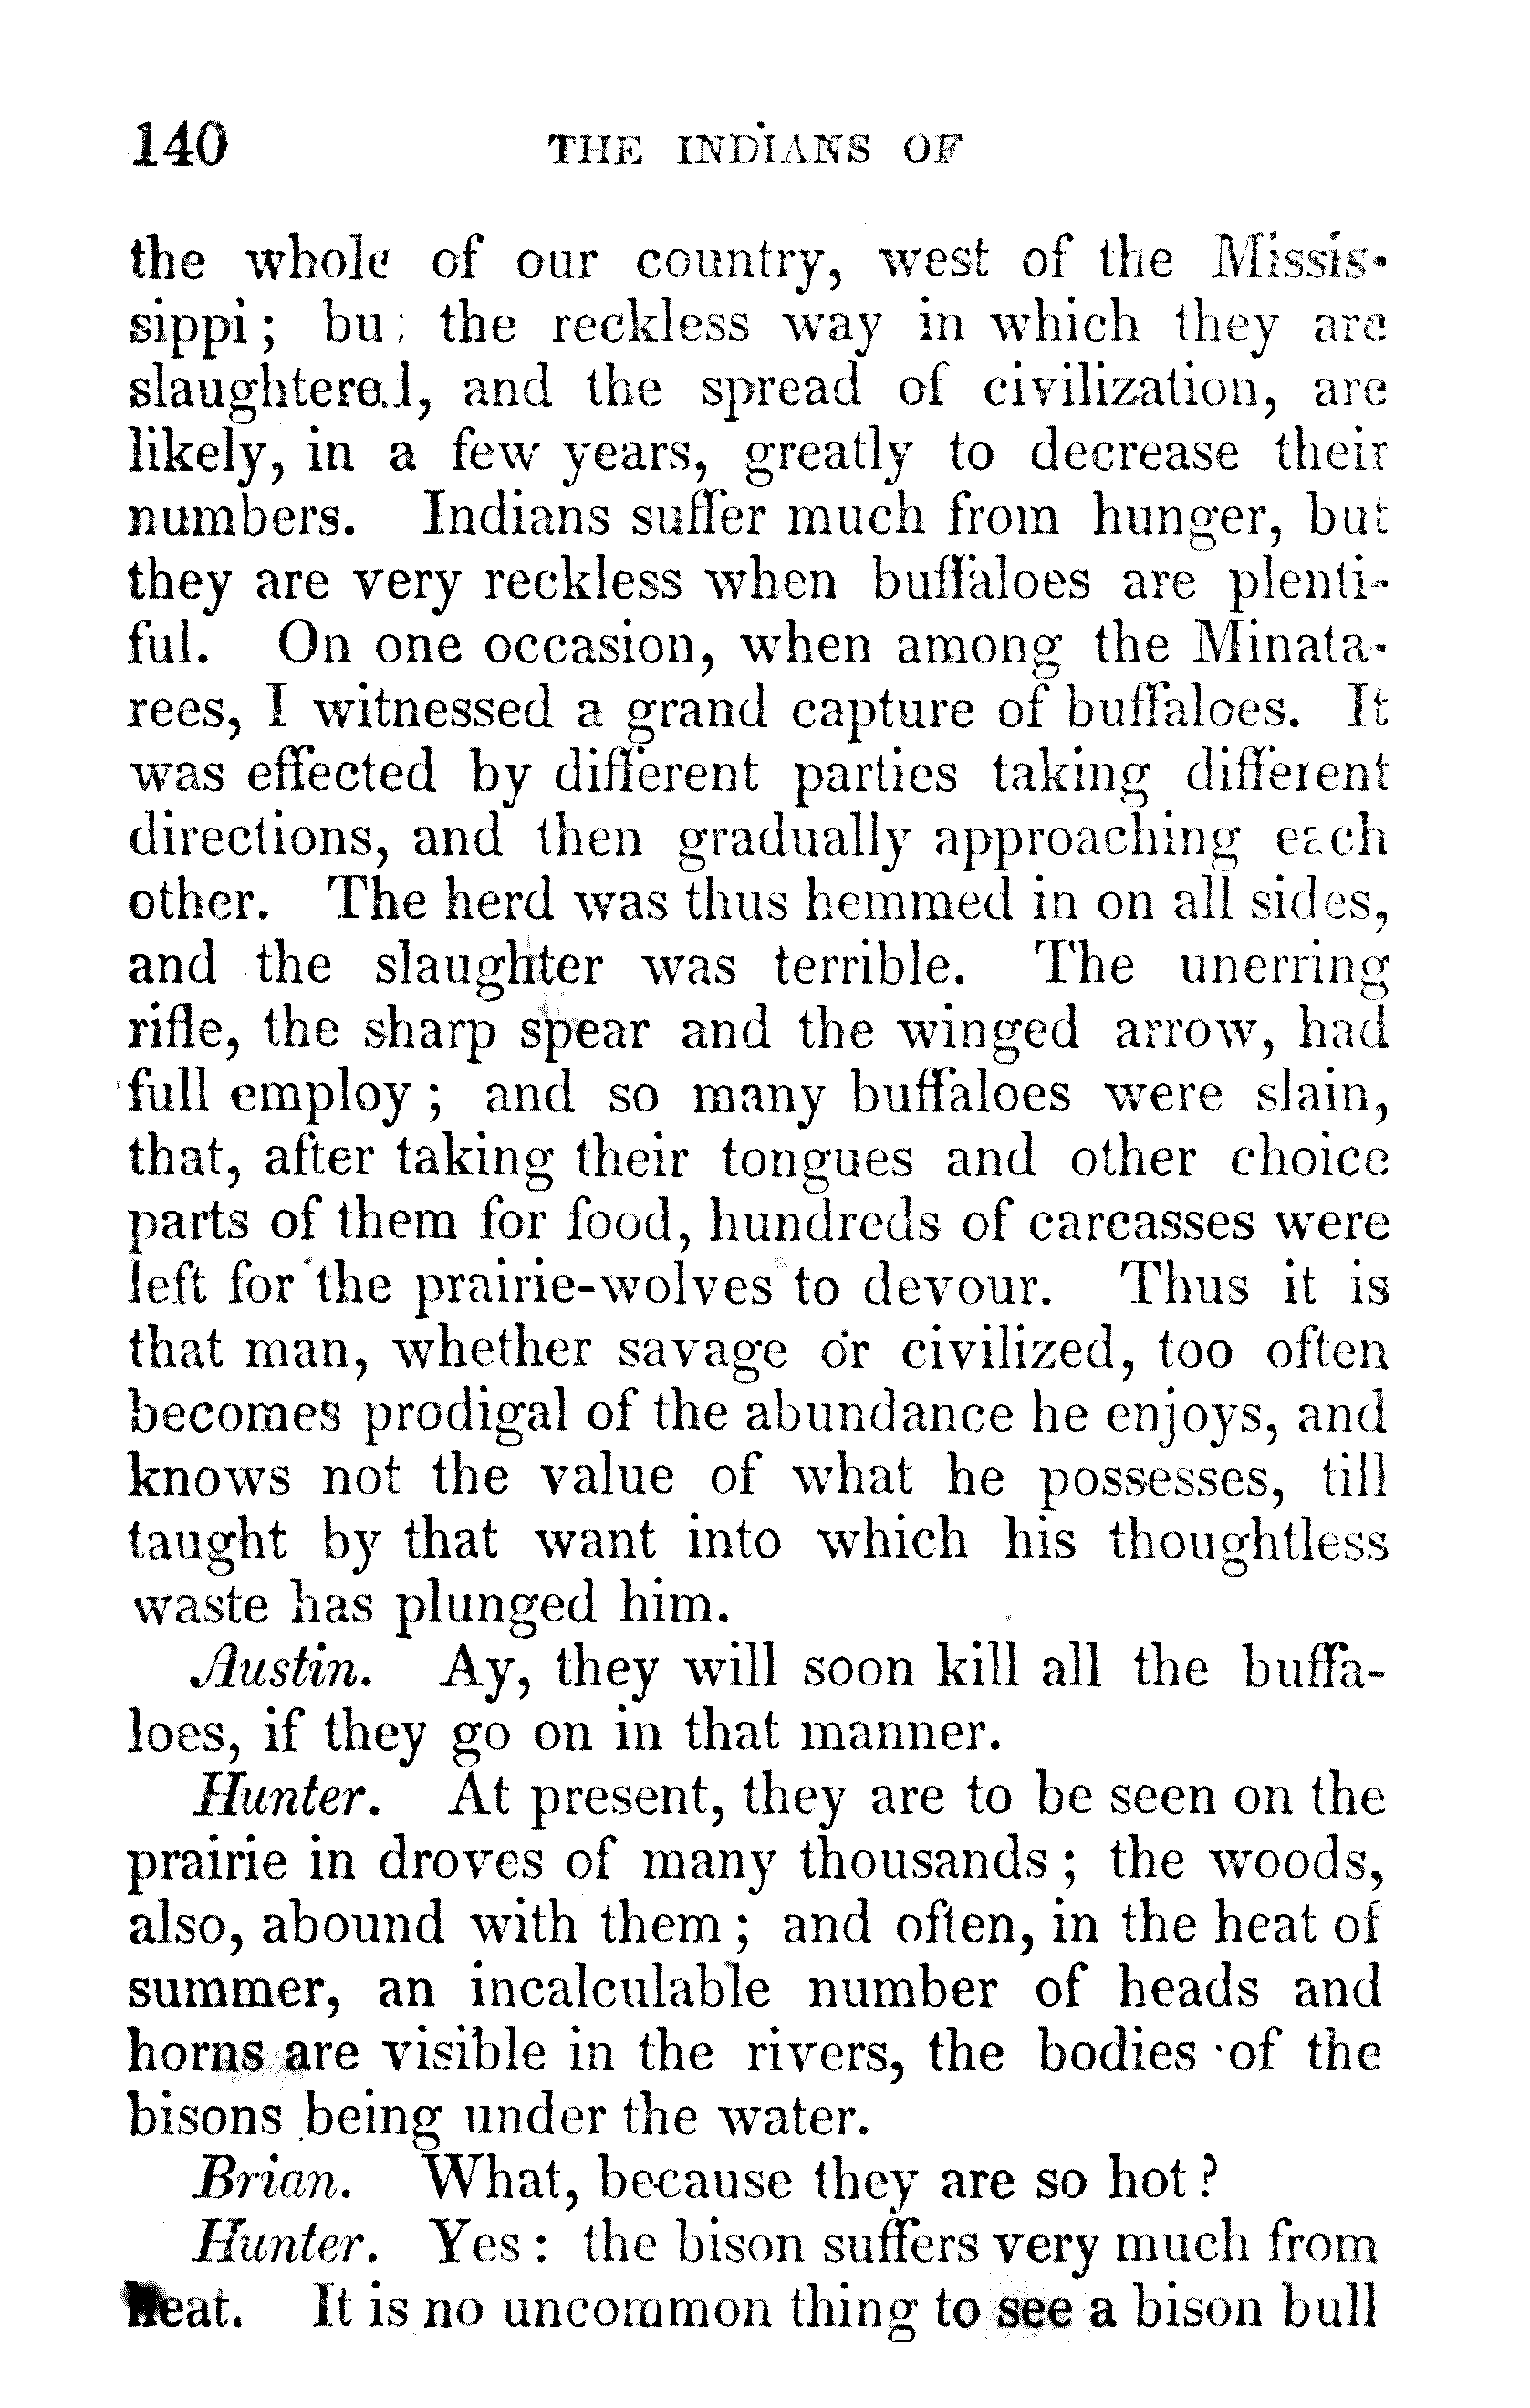 140 THE INDIANS OF
the whole of our country, west of the Missis-
sippi; but the reckless way in which they are
slaughtered, and the spread of civilization, are
likely, in a few years, greatly to decrease their
numbers. Indians suffer much from hunger, but
they are very reckless when buffaloes are plenti-
ful. On one occasion, when among the Minata-
rees, I witnessed a grand capture of buffaloes. It
was effected by different parties taking different
directions, and then gradually approaching each
other. The herd was thus hemmed in on all sides,
and the slaughter was terrible. The unerring
rifle, the sharp spear and the winged arrow, had
full employ; and so many buffaloes were slain,
that, after taking their tongues and other choice
parts of them for food, hundreds of carcasses were
left for the prairie-wolves to devour. Thus it is
that man, whether savage or civilized, too often
becomes prodigal of the abundance he enjoys, and
knows not the value of what he possesses, till
taught by that want into which his thoughtless
waste has plunged him.
Austin. Ay, they will soon kill all the buffa-
loes, if they go on in that manner.
Hunter. At present, they are to be seen on the
prairie in droves of many thousands; the woods,
also, abound with them; and often, in the heat of
summer, an incalculable number of heads and
horns are visible in the rivers, the bodies of the
bisons being under the water.
Brian. What, because they are so hot?
Hunter. Yes: the bison suffers very much from
heat. It is no uncommon thing to see a bison bull